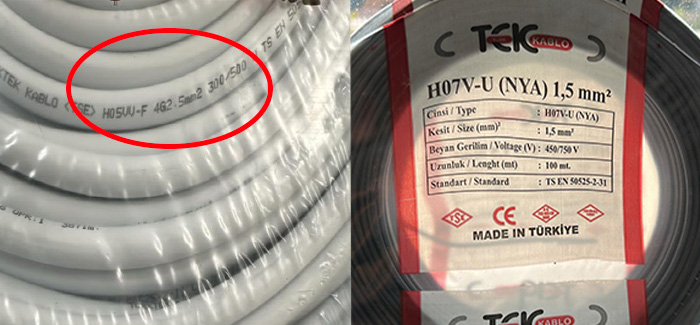 TEK KABLO <TSE> H05VV-F 4G2.5mm2 300/500
TS EN 50
TEK
KABLO
H07V-U (NYA) 1,5 mm²
Cinsi / Type : H07V-U (NYA)
Kesit / Size (mm)² : 1,5 mm²
Beyan Gerilim / Voltage (V) : 450/750 V
Uzunluk / Lenght (mt) : 100 mt.
Standart / Standard : TS EN 50525-2-31
TSE
CE
MADE IN TÜRKİYE
TEK
KABLO